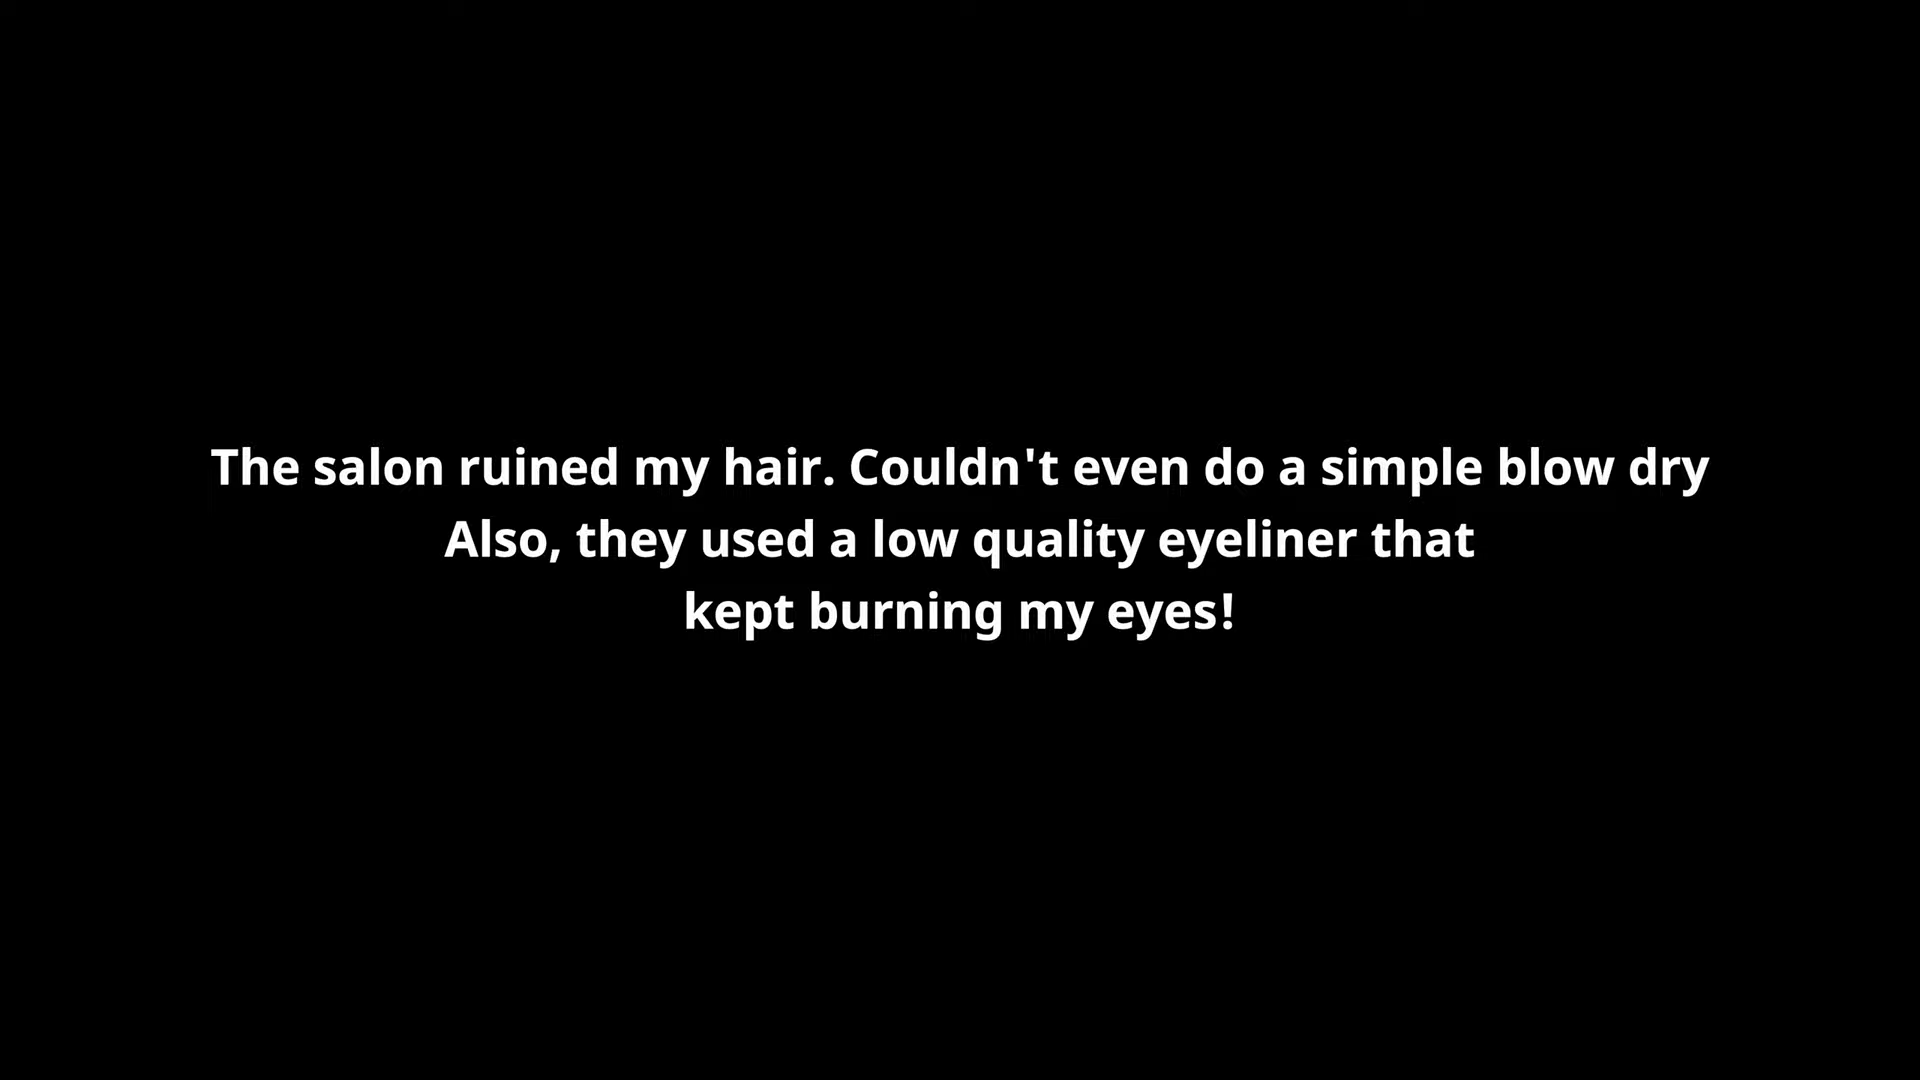 The salon ruined my hair. Couldn't even do a simple blow dry
Also, they used a low quality eyeliner that
kept burning my eyes!